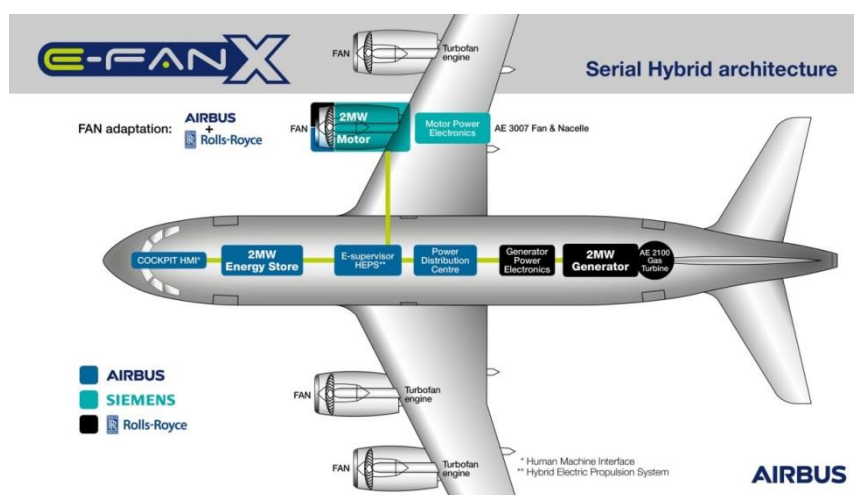 E-FAN X
Serial Hybrid architecture
FAN
Turbofan
engine
FAN adaptation:
AIRBUS
+
Rolls-Royce
FAN
2MW
Motor
Motor Power
Electronics
AE 3007 Fan & Nacelle
COCKPIT HMI*
2MW
Energy Store
E-supervisor
HEPS**
Power
Distribution
Centre
Generator
Power
Electronics
2MW
Generator
AE 2100
Gas
Turbine
AIRBUS
SIEMENS
Rolls-Royce
FAN
Turbofan
engine
FAN
Turbofan
engine
* Human Machine Interface
** Hybrid Electric Propulsion System
AIRBUS